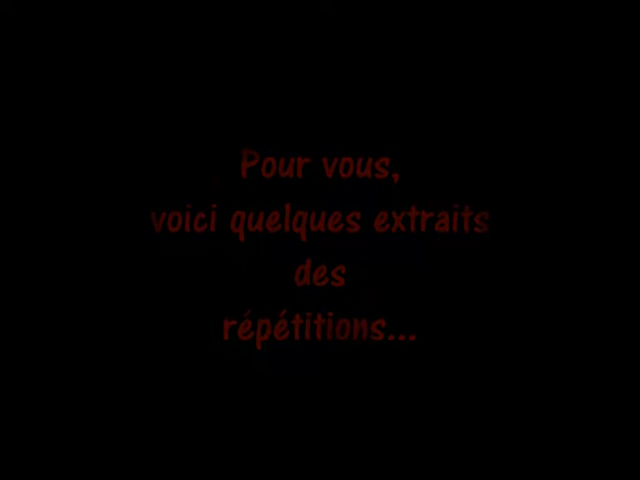 Pour vous,
voici quelques extraits
des
répétitions...